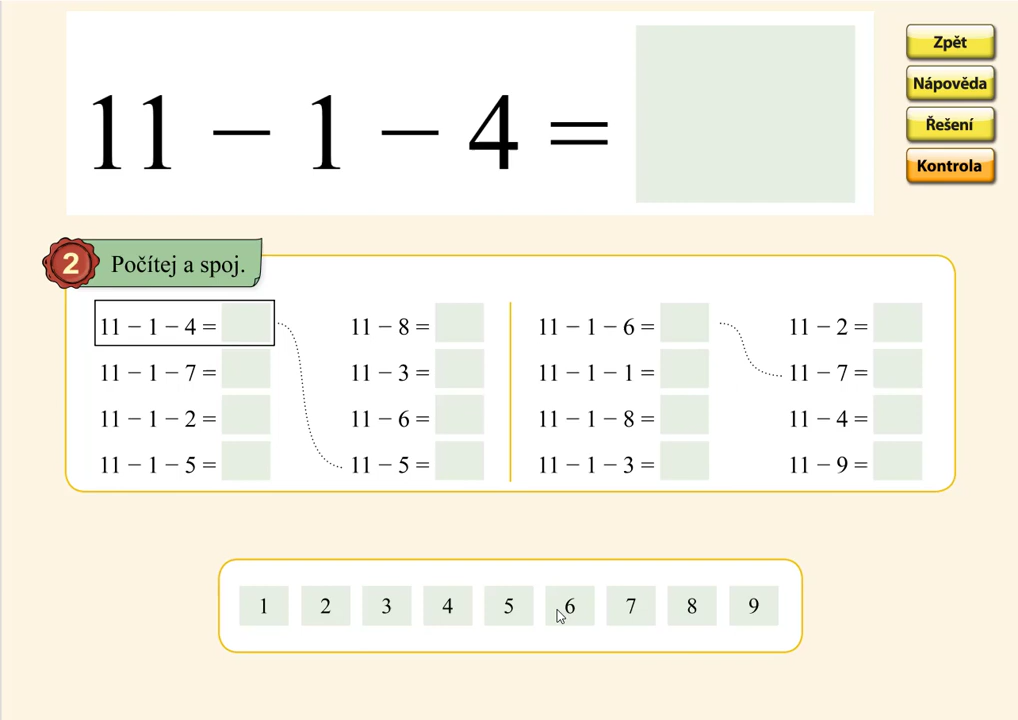 11 − 1 − 4 =
Zpět
Nápověda
Řešení
Kontrola
2 Počítej a spoj.
11 − 1 − 4 = 11 − 8 = 11 − 1 − 6 = 11 − 2 =
11 − 1 − 7 = 11 − 3 = 11 − 1 − 1 = 11 − 7 =
11 − 1 − 2 = 11 − 6 = 11 − 1 − 8 = 11 − 4 =
11 − 1 − 5 = 11 − 5 = 11 − 1 − 3 = 11 − 9 =
1 2 3 4 5 6 7 8 9